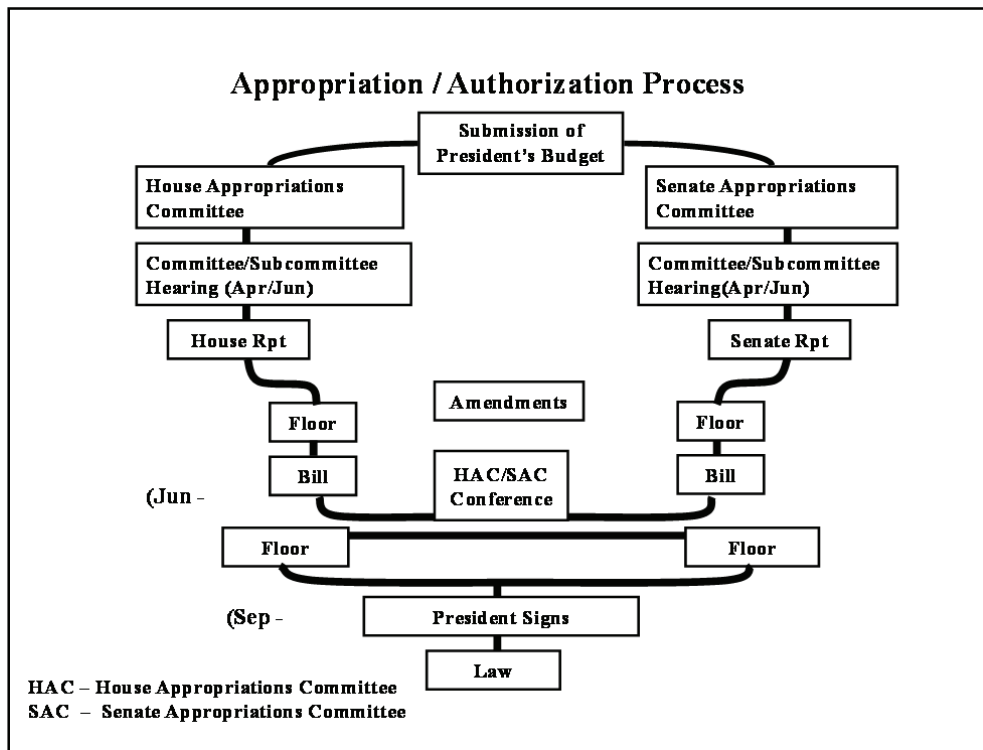 Appropriation / Authorization Process
Submission of
President's Budget
House Appropriations
Committee
Senate Appropriations
Committee
Committee/Subcommittee
Hearing (Apr/Jun)
Committee/Subcommittee
Hearing(Apr/Jun)
House Rpt
Senate Rpt
Amendments
Floor
Floor
Bill
HAC/SAC
Conference
Bill
(Jun -
Floor
Floor
(Sep -
President Signs
Law
HAC – House Appropriations Committee
SAC – Senate Appropriations Committee